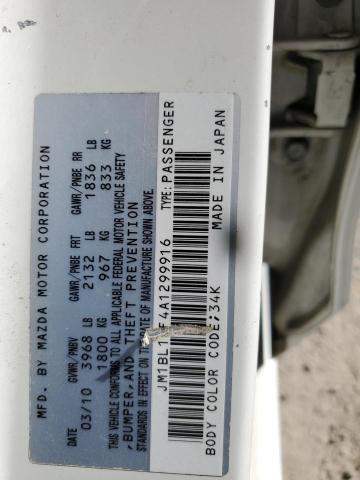 MFD. BY MAZDA MOTOR CORPORATION
DATE GVWR/PNBV GAWR/PNBE FRT GAWR/PNBE RR
03/10 3968 LB 2132 LB 1836 LB
1800 KG 967 KG 833 KG
THIS VEHICLE CONFORMS TO ALL APPLICABLE FEDERAL MOTOR VEHICLE SAFETY
,BUMPER, AND THEFT PREVENTION
STANDARDS IN EFFECT ON THE DATE OF MANUFACTURE SHOWN ABOVE.
JM1BL1 F4A1299916 TYPE:PASSENGER
BODY COLOR CODE:34K MADE IN JAPAN